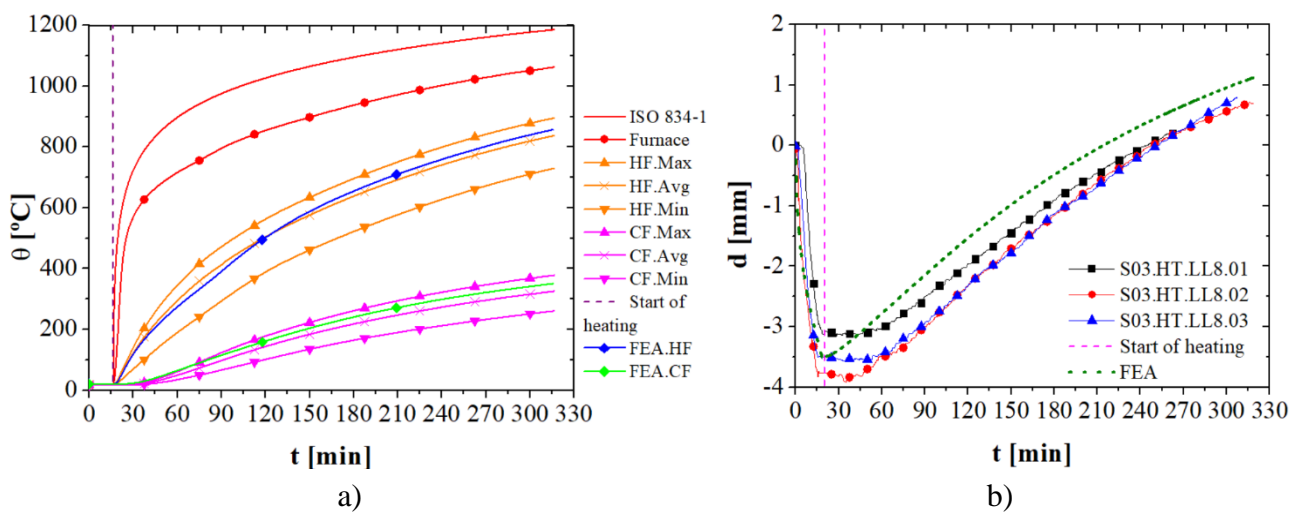 1200
1000
800
600
400
200
0
θ [ºC]
0 30 60 90 120 150 180 210 240 270 300 330
t [min]
ISO 834-1
Furnace
HF.Max
HF.Avg
HF.Min
CF.Max
CF.Avg
CF.Min
Start of
heating
FEA.HF
FEA.CF
a)
2
1
0
-1
-2
-3
-4
d [mm]
0 30 60 90 120 150 180 210 240 270 300 330
t [min]
S03.HT.LL8.01
S03.HT.LL8.02
S03.HT.LL8.03
Start of heating
FEA
b)